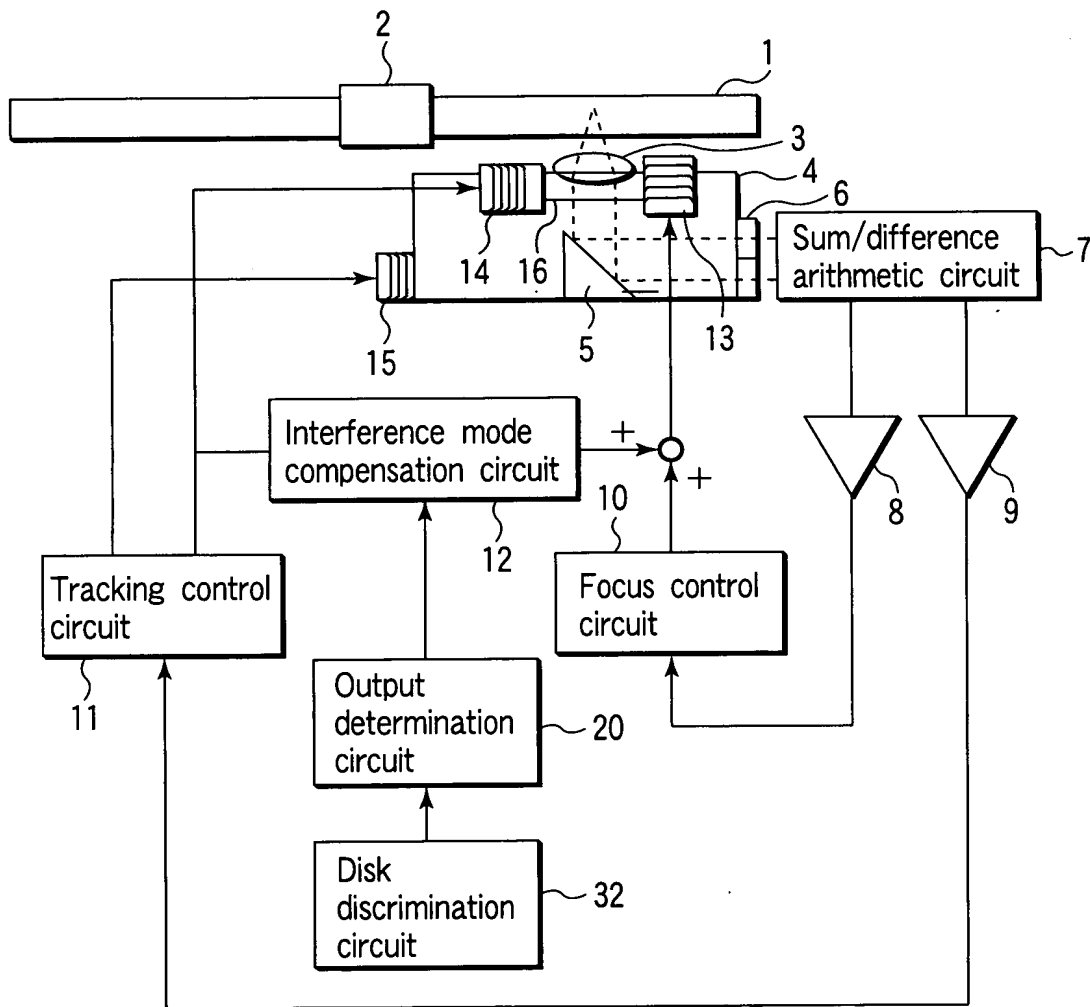 2
1
3
4
6
Sum/difference
arithmetic circuit
7
14
16
15
5
13
Interference mode
compensation circuit
+
+
12
10
8
9
Tracking control
circuit
11
Focus control
circuit
Output
determination
circuit
20
Disk
discrimination
circuit
32